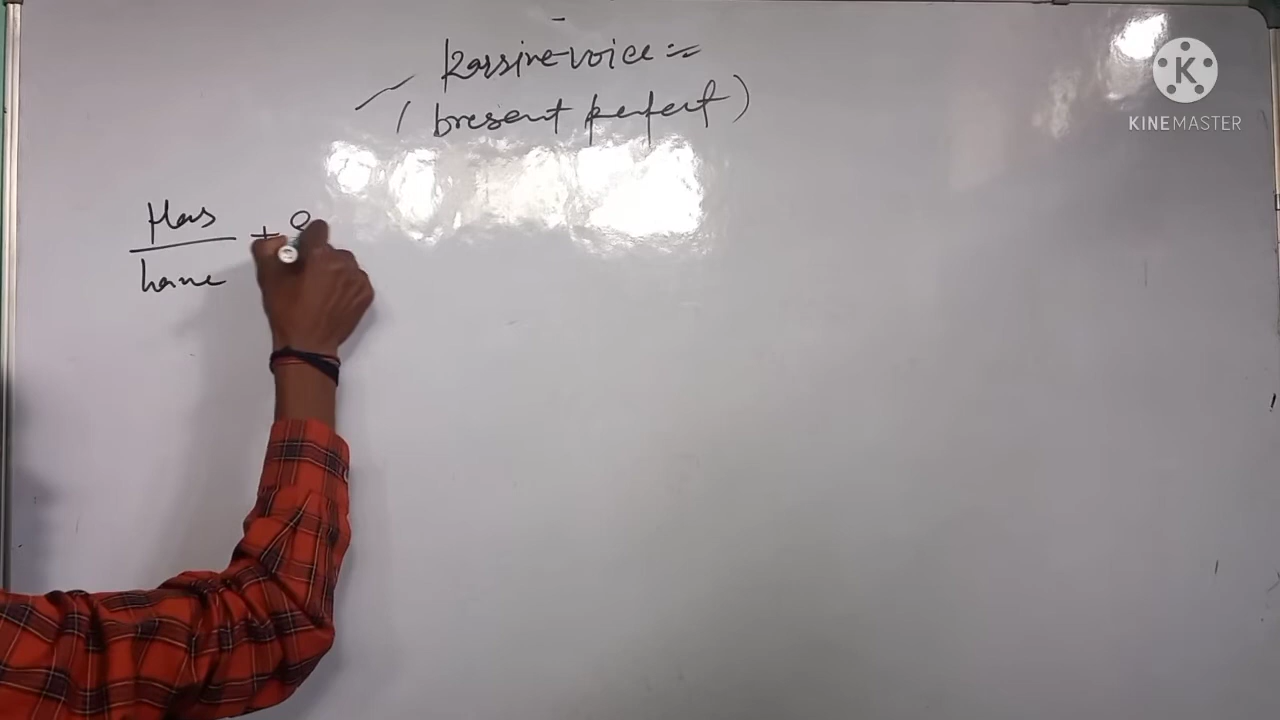 Passive voice =
(present perfect)
Has
have
+
KINEMASTER